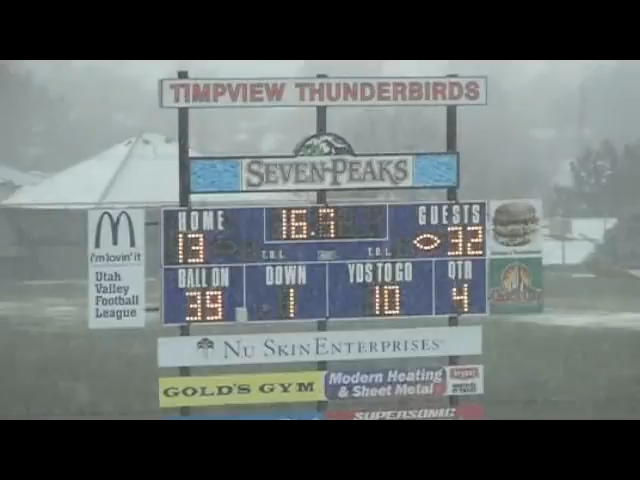 TIMPVIEW THUNDERBIRDS
SEVEN PEAKS
HOME 16.7 GUESTS
13 T.O.L T.O.L 32
BALL ON DOWN YDS TO GO QTR
39 1 10 4
M
i'm lovin' it
Utah
Valley
Football
League
NU SKIN ENTERPRISES
GOLD'S GYM
Modern Heating
& Sheet Metal
SUPERSONIC